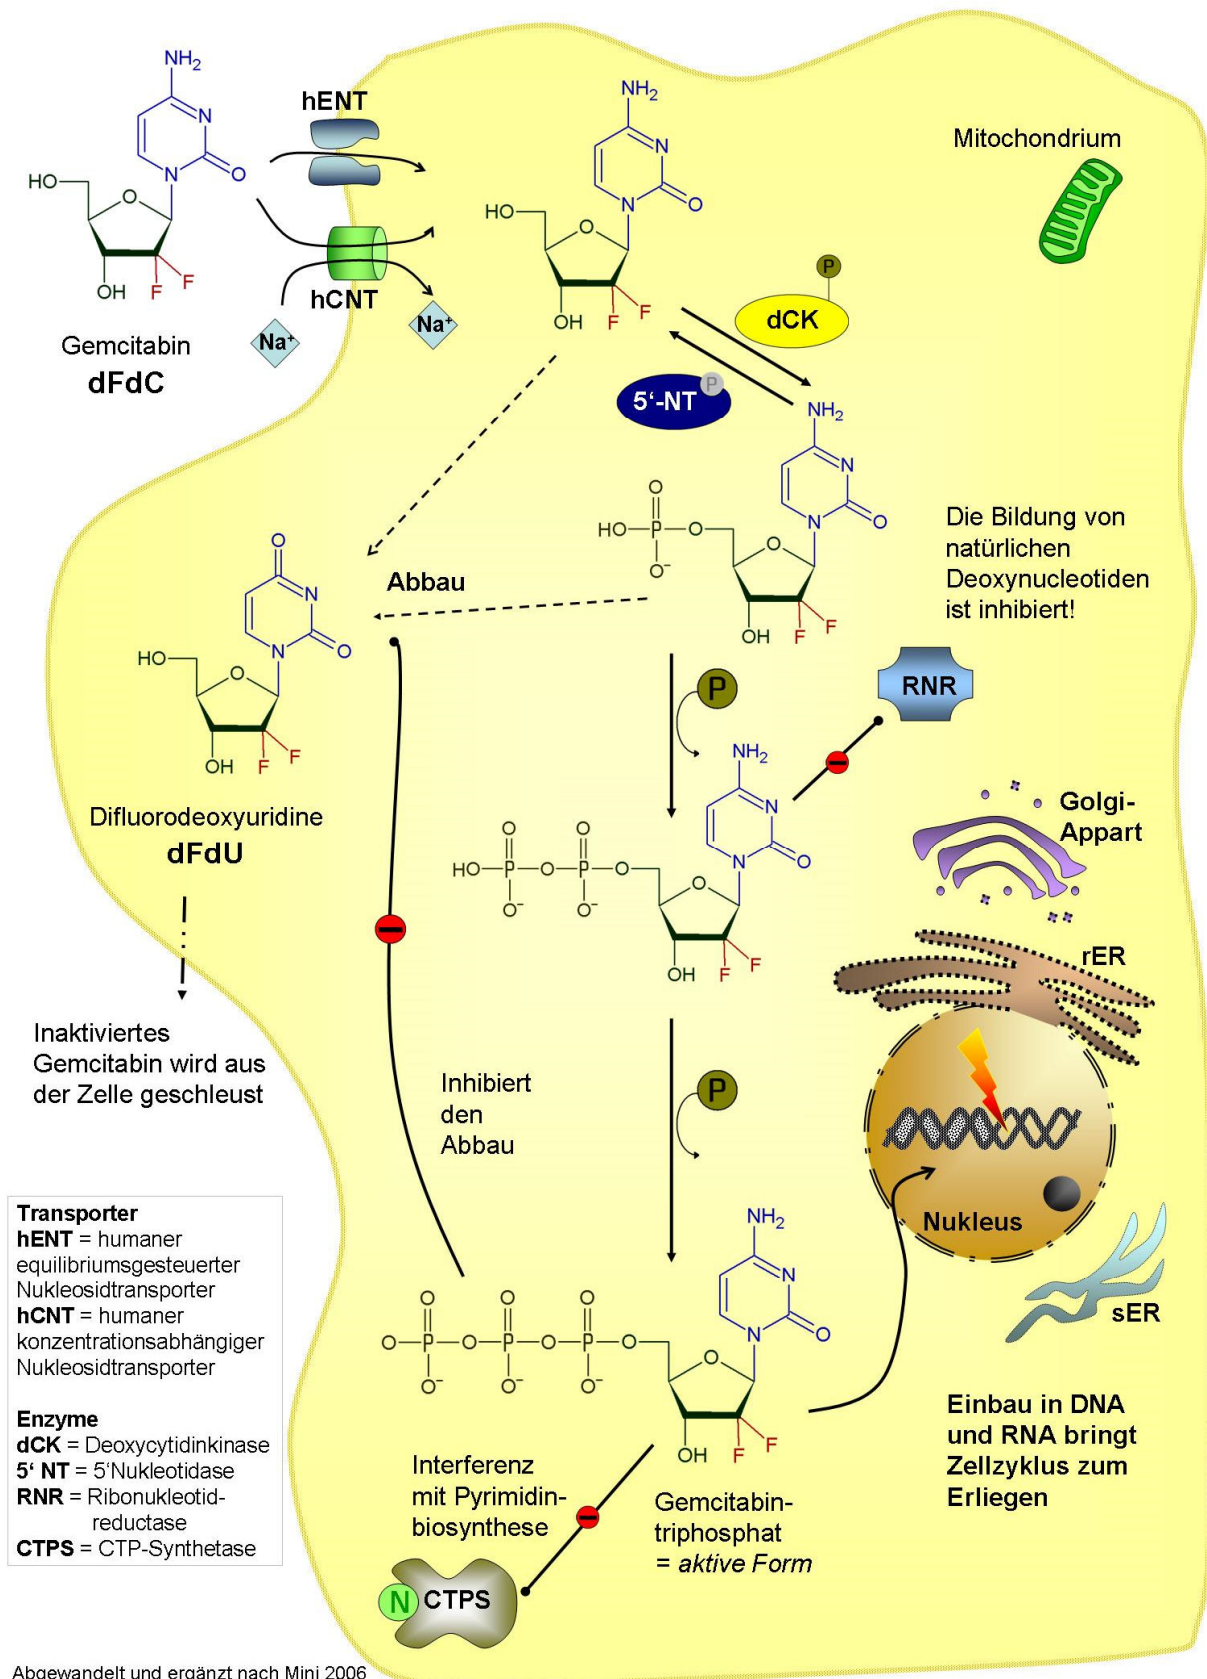 NH₂
N
N
O
HO
O
OH
F
F
Gemcitabin
dFdC
hENT
hCNT
Na⁺
Na⁺
NH₂
N
N
O
HO
O
OH
F
F
Mitochondrium
P
dCK
5‘-NT
P
NH₂
N
N
O
O
HO
P
O
O⁻
O
OH
F
F
Die Bildung von
natürlichen
Deoxynucleotiden
ist inhibiert!
Abbau
O
N
N
O
HO
O
OH
F
F
Difluorodeoxyuridine
dFdU
Inaktiviertes
Gemcitabin wird aus
der Zelle geschleust
P
RNR
NH₂
N
N
O
O
O
HO
P
O
P
O
O⁻
O⁻
O
OH
F
F
Golgi-
Appart
rER
Inhibiert
den
Abbau
P
Nukleus
sER
NH₂
N
N
O
O
O
O
O
P
O
P
O
P
O
O⁻
O⁻
O⁻
O
OH
F
F
Transporter
hENT = humaner
equilibriumsgesteuerter
Nukleosidtransporter
hCNT = humaner
konzentrationsabhängiger
Nukleosidtransporter
Enzyme
dCK = Deoxycytidinkinase
5‘ NT = 5‘Nukleotidase
RNR = Ribonukleotid-
reductase
CTPS = CTP-Synthetase
Interferenz
mit Pyrimidin-
biosynthese
Gemcitabin-
triphosphat
= aktive Form
Einbau in DNA
und RNA bringt
Zellzyklus zum
Erliegen
N
CTPS
Abgewandelt und ergänzt nach Mini 2006